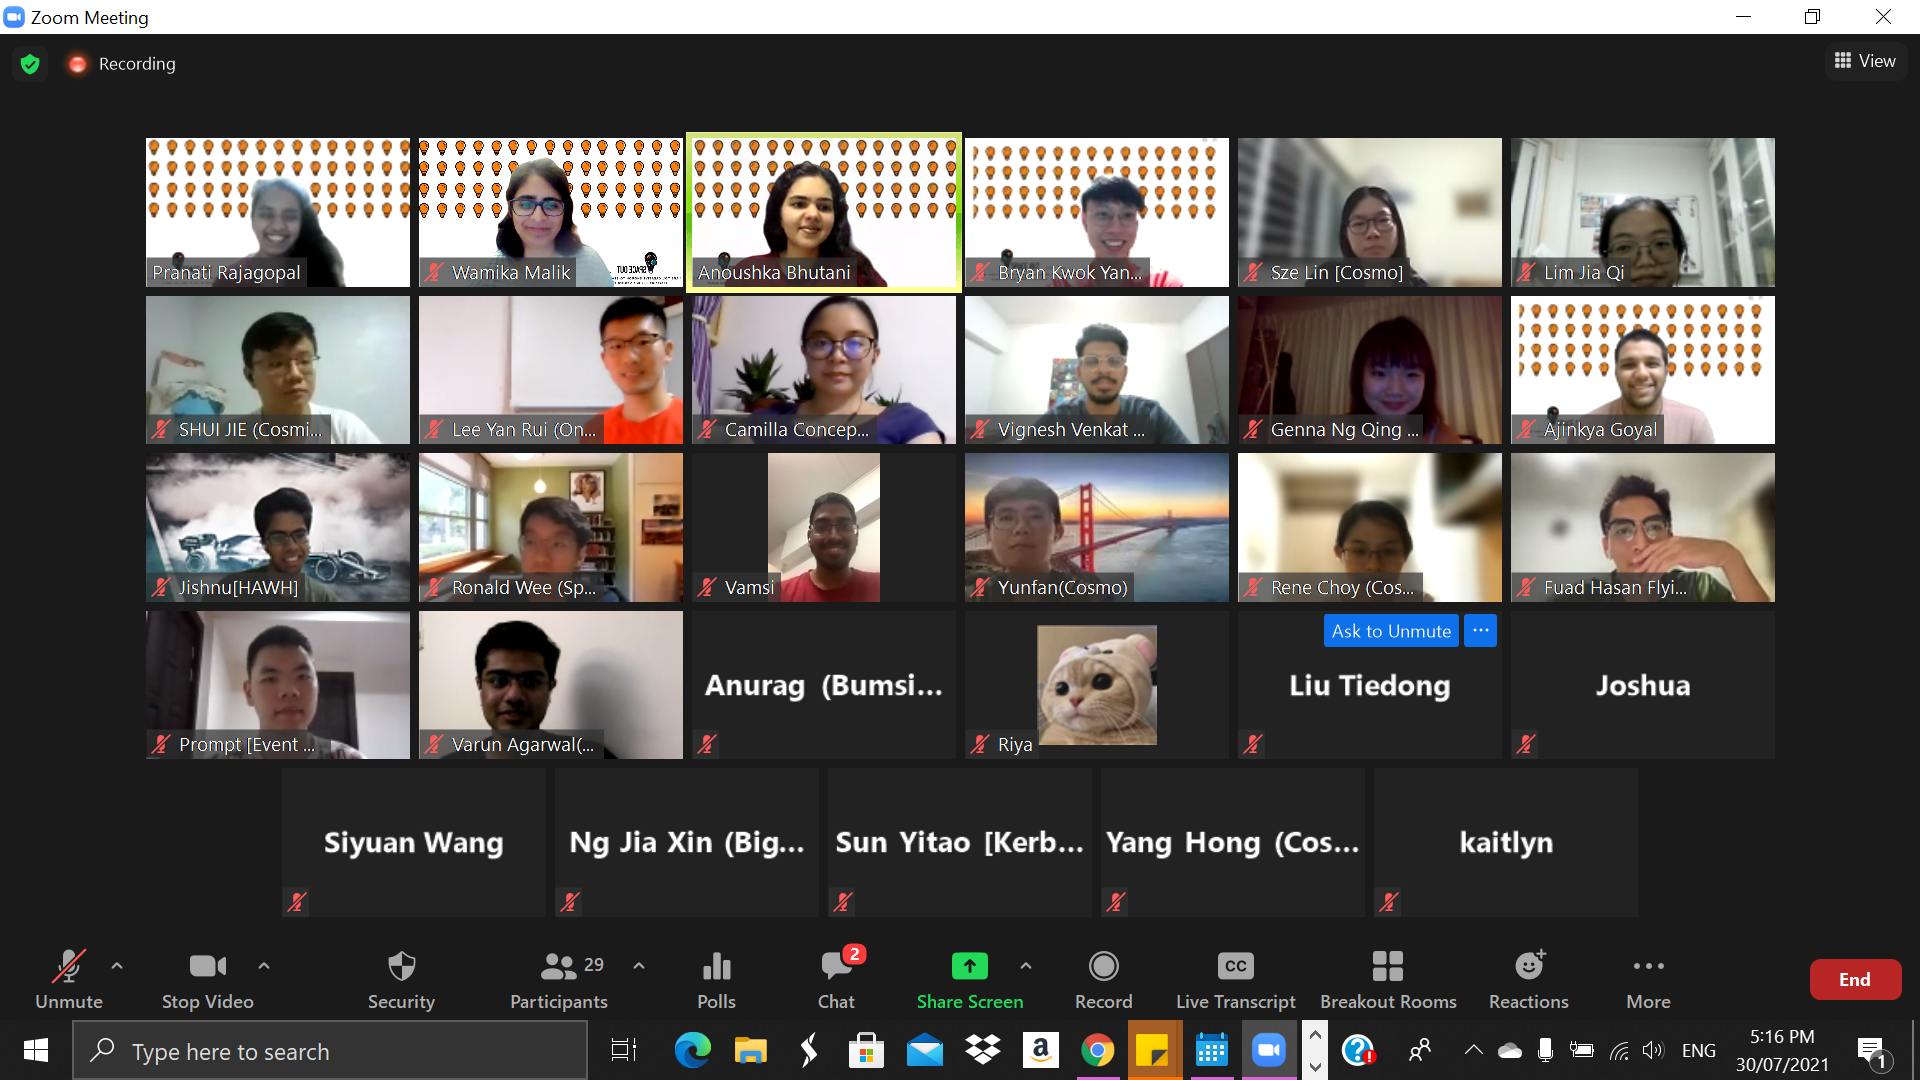 Zoom Meeting
Recording
View
Pranati Rajagopal
Wamika Malik
Anoushka Bhutani
Bryan Kwok Yan...
Sze Lin [Cosmo]
Lim Jia Qi
SHUI JIE (Cosmi...
Lee Yan Rui (On...
Camilla Concep...
Vignesh Venkat ...
Genna Ng Qing ...
Ajinkya Goyal
Jishnu[HAWH]
Ronald Wee (Sp...
Vamsi
Yunfan(Cosmo)
Rene Choy (Cos...
Fuad Hasan Flyi...
Prompt [Event ...
Varun Agarwal(...
Anurag (Bumsi...
Riya
Ask to Unmute ...
Liu Tiedong
Joshua
Siyuan Wang
Ng Jia Xin (Big...
Sun Yitao [Kerb...
Yang Hong (Cos...
kaitlyn
Unmute
Stop Video
Security
29
Participants
Polls
2
Chat
Share Screen
Record
CC
Live Transcript
Breakout Rooms
Reactions
More
End
Type here to search
a
ENG
5:16 PM
30/07/2021
1